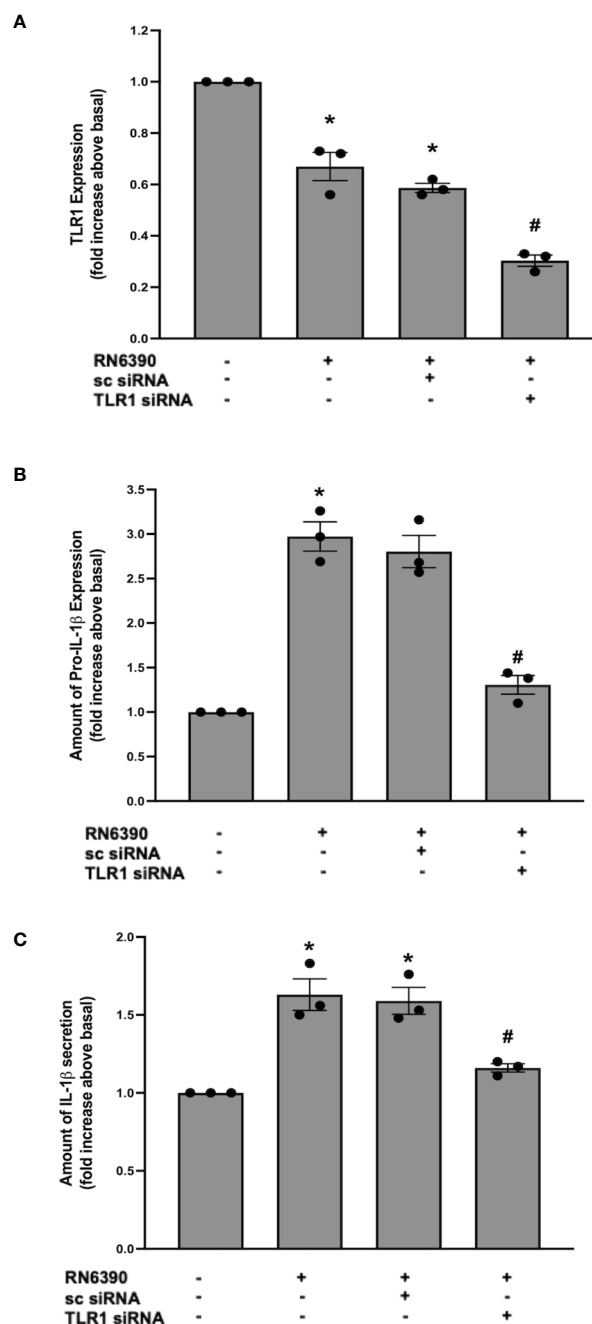 A
TLR1 Expression
(fold increase above basal)
1.2
1.0
0.8
0.6
0.4
0.2
0.0
* * #
RN6390 - + + +
sc siRNA - - + -
TLR1 siRNA - - - +
B
Amount of Pro-IL-1β Expression
(fold increase above basal)
3.5
3.0
2.5
2.0
1.5
1.0
0.5
0.0
* #
RN6390 - + + +
sc siRNA - - + -
TLR1 siRNA - - - +
C
Amount of IL-1β secretion
(fold increase above basal)
2.0
1.5
1.0
0.5
0.0
* * #
RN6390 - + + +
sc siRNA - - + -
TLR1 siRNA - - - +